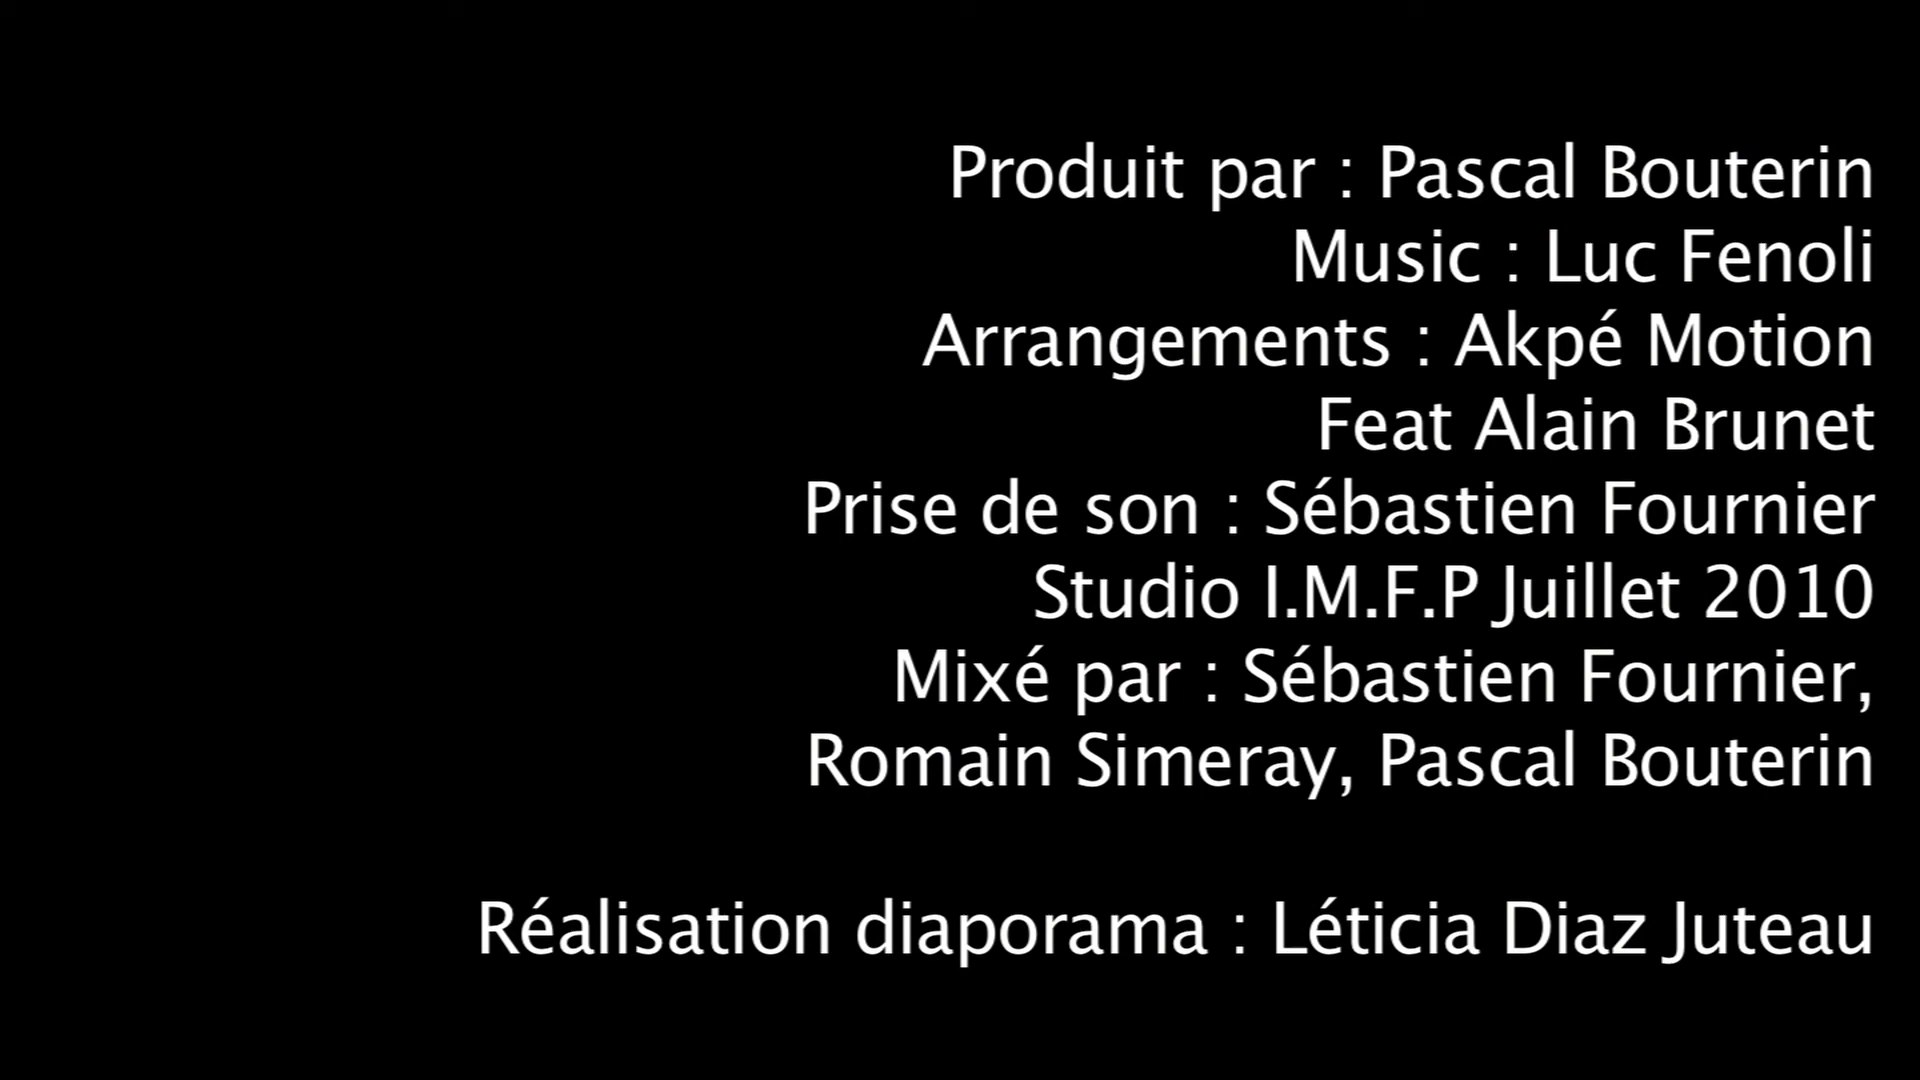 Produit par : Pascal Bouterin
Music : Luc Fenoli
Arrangements : Akpé Motion
Feat Alain Brunet
Prise de son : Sébastien Fournier
Studio I.M.F.P Juillet 2010
Mixé par : Sébastien Fournier,
Romain Simeray, Pascal Bouterin
Réalisation diaporama : Léticia Diaz Juteau